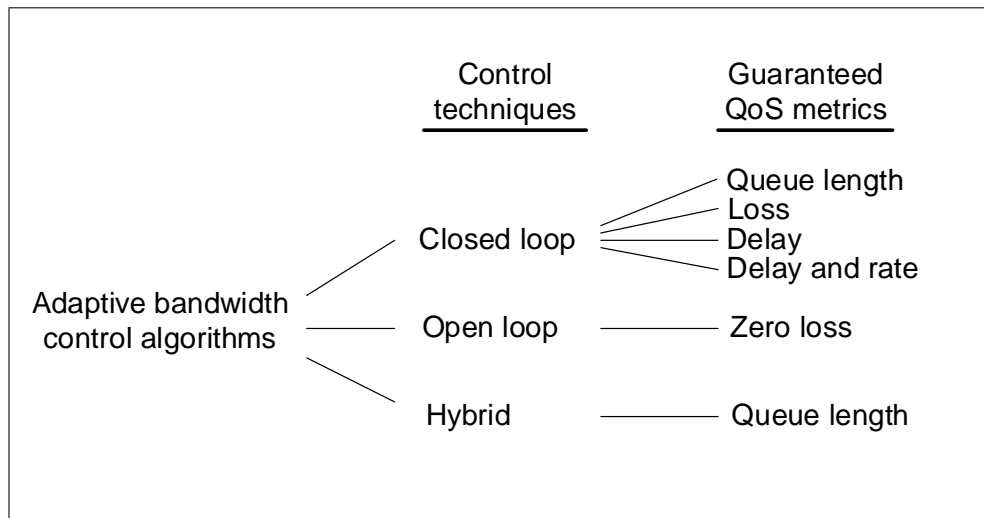 Control
techniques
Guaranteed
QoS metrics
Queue length
Loss
Closed loop
Delay
Delay and rate
Adaptive bandwidth
control algorithms
Open loop
Zero loss
Hybrid
Queue length